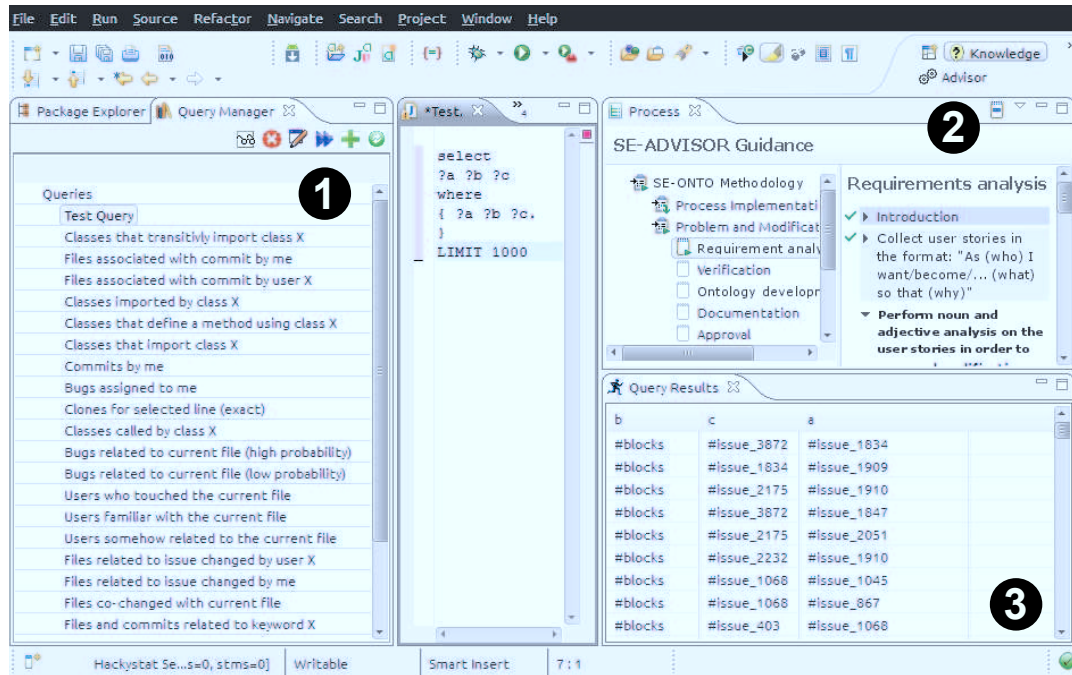 File Edit Run Source Refactor Navigate Search Project Window Help
Knowledge
Advisor
Package Explorer Query Manager
1
Queries
Test Query
Classes that transitivly import class X
Files associated with commit by me
Files associated with commit by user X
Classes imported by class X
Classes that define a method using class X
Classes that import class X
Commits by me
Bugs assigned to me
Clones for selected line (exact)
Classes called by class X
Bugs related to current file (high probability)
Bugs related to current file (low probability)
Users who touched the current file
Users familiar with the current file
Users somehow related to the current file
Files related to issue changed by user X
Files related to issue changed by me
Files co-changed with current file
Files and commits related to keyword X
*Test. 4
select
?a ?b ?c
where
{ ?a ?b ?c.
}
LIMIT 1000
Process
2
SE-ADVISOR Guidance
SE-ONTO Methodology
Process Implementati
Problem and Modificat
Requirement analy
Verification
Ontology developr
Documentation
Approval
Requirements analysis
Introduction
Collect user stories in
the format: "As (who) I
want/become/... (what)
so that (why)"
Perform noun and
adjective analysis on the
user stories in order to
Query Results
b c a
#blocks #issue_3872 #issue_1834
#blocks #issue_1834 #issue_1909
#blocks #issue_2175 #issue_1910
#blocks #issue_3872 #issue_1847
#blocks #issue_2175 #issue_2051
#blocks #issue_2232 #issue_1910
#blocks #issue_1068 #issue_1045
#blocks #issue_1068 #issue_867
#blocks #issue_403 #issue_1068
3
Hackystat Se...s=0, stms=0] Writable Smart Insert 7 : 1